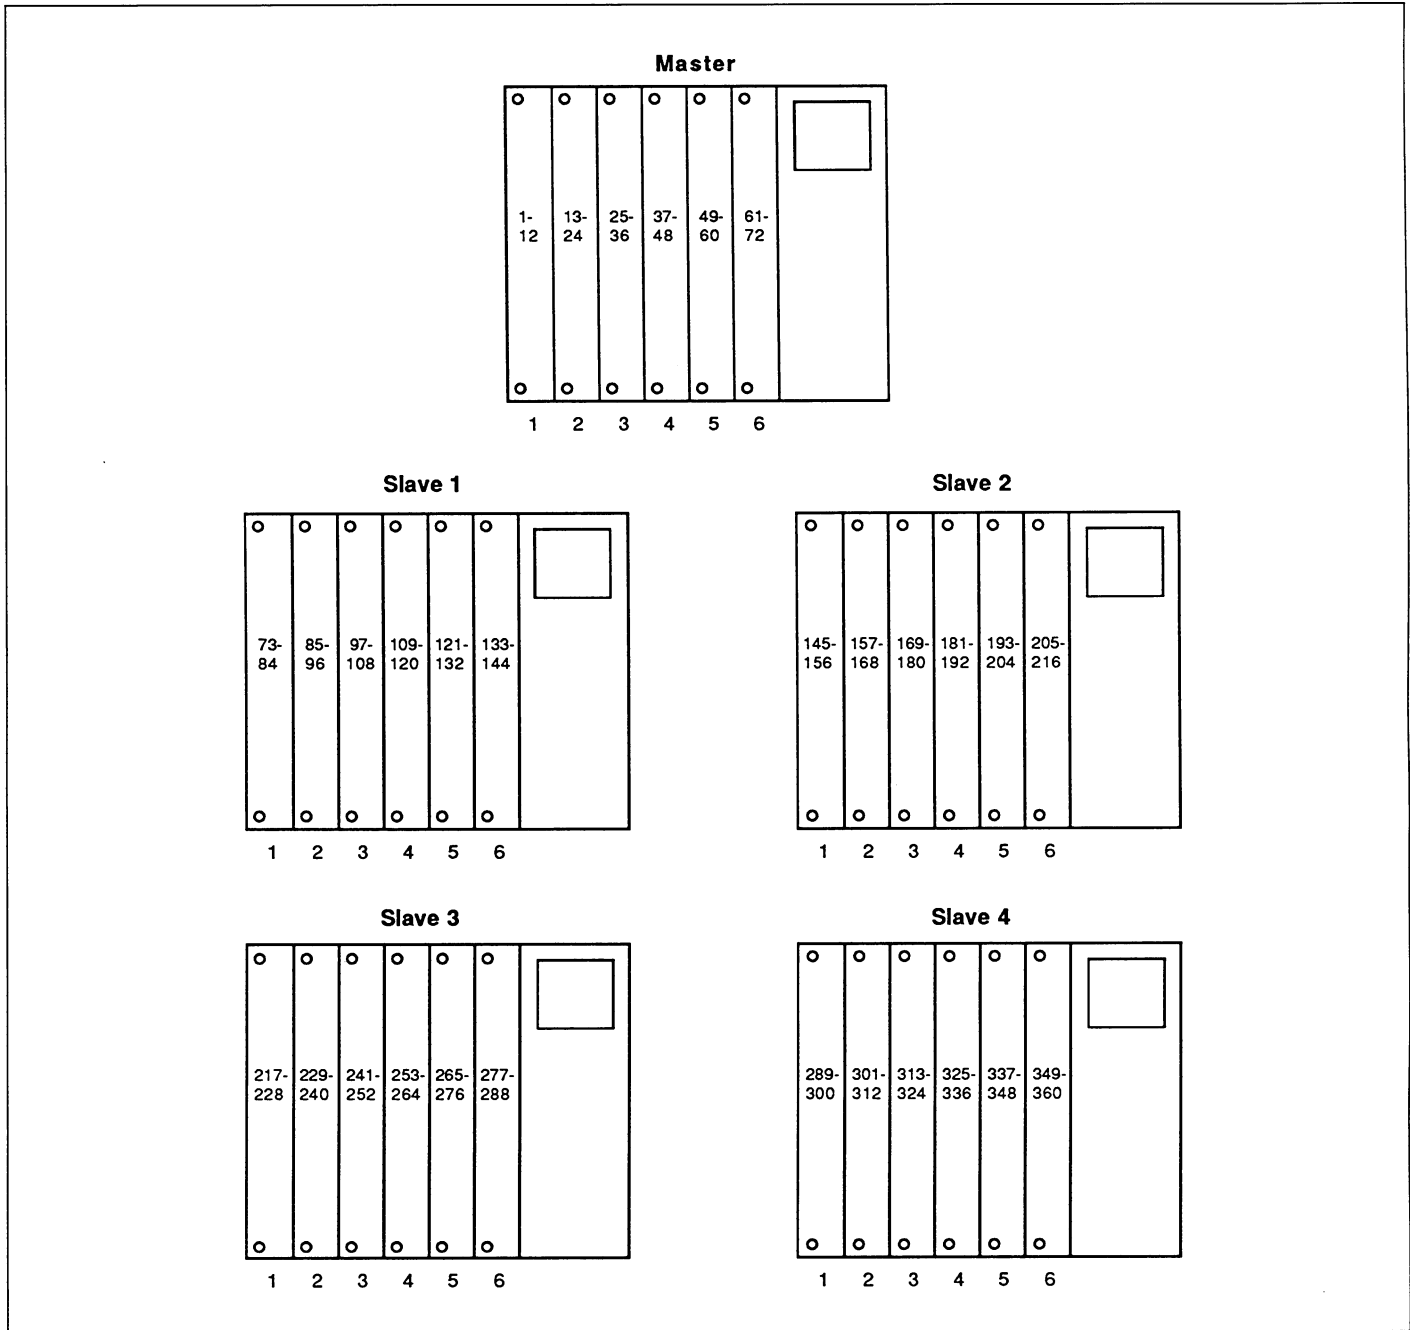 Master
1- 13- 25- 37- 49- 61-
12 24 36 48 60 72
1 2 3 4 5 6
Slave 1
73- 85- 97- 109- 121- 133-
84 96 108 120 132 144
1 2 3 4 5 6
Slave 2
145- 157- 169- 181- 193- 205-
156 168 180 192 204 216
1 2 3 4 5 6
Slave 3
217- 229- 241- 253- 265- 277-
228 240 252 264 276 288
1 2 3 4 5 6
Slave 4
289- 301- 313- 325- 337- 349-
300 312 324 336 348 360
1 2 3 4 5 6